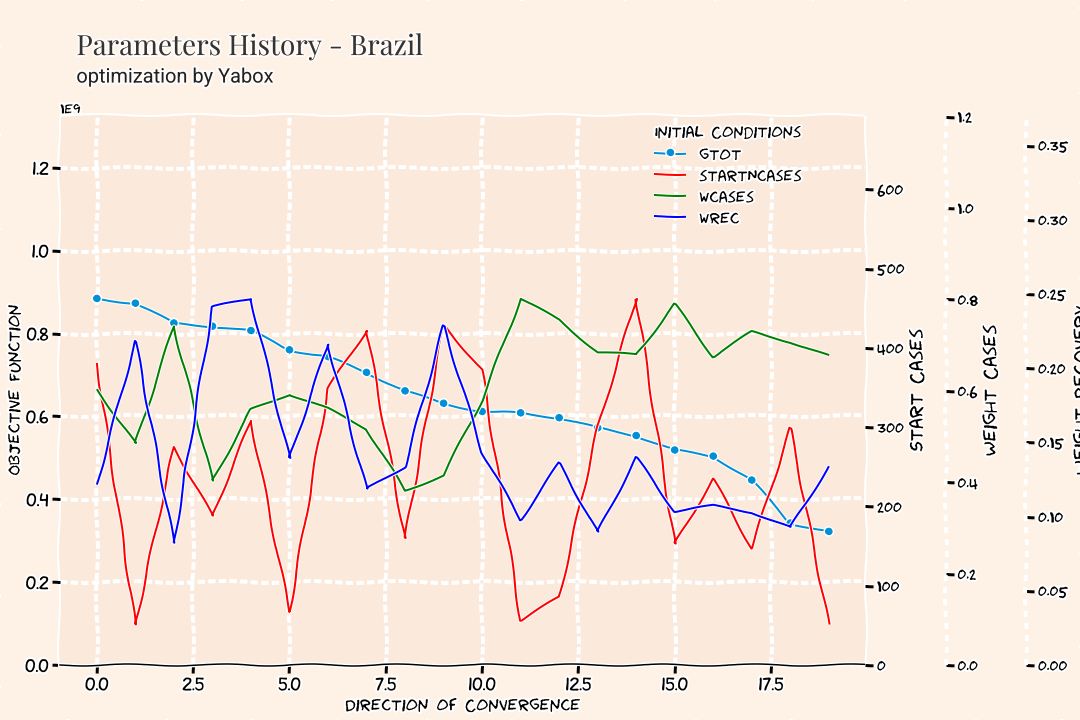 Parameters History - Brazil
optimization by Yabox
1E9
INITIAL CONDITIONS
GTOT
STARTNCASES
WCASES
WREC
OBJECTIVE FUNCTION
1.2
1.0
0.8
0.6
0.4
0.2
0.0
0.0 2.5 5.0 7.5 10.0 12.5 15.0 17.5
DIRECTION OF CONVERGENCE
600
500
400
300
200
100
0
START CASES
1.2
1.0
0.8
0.6
0.4
0.2
0.0
WEIGHT CASES
0.35
0.30
0.25
0.20
0.15
0.10
0.05
0.00